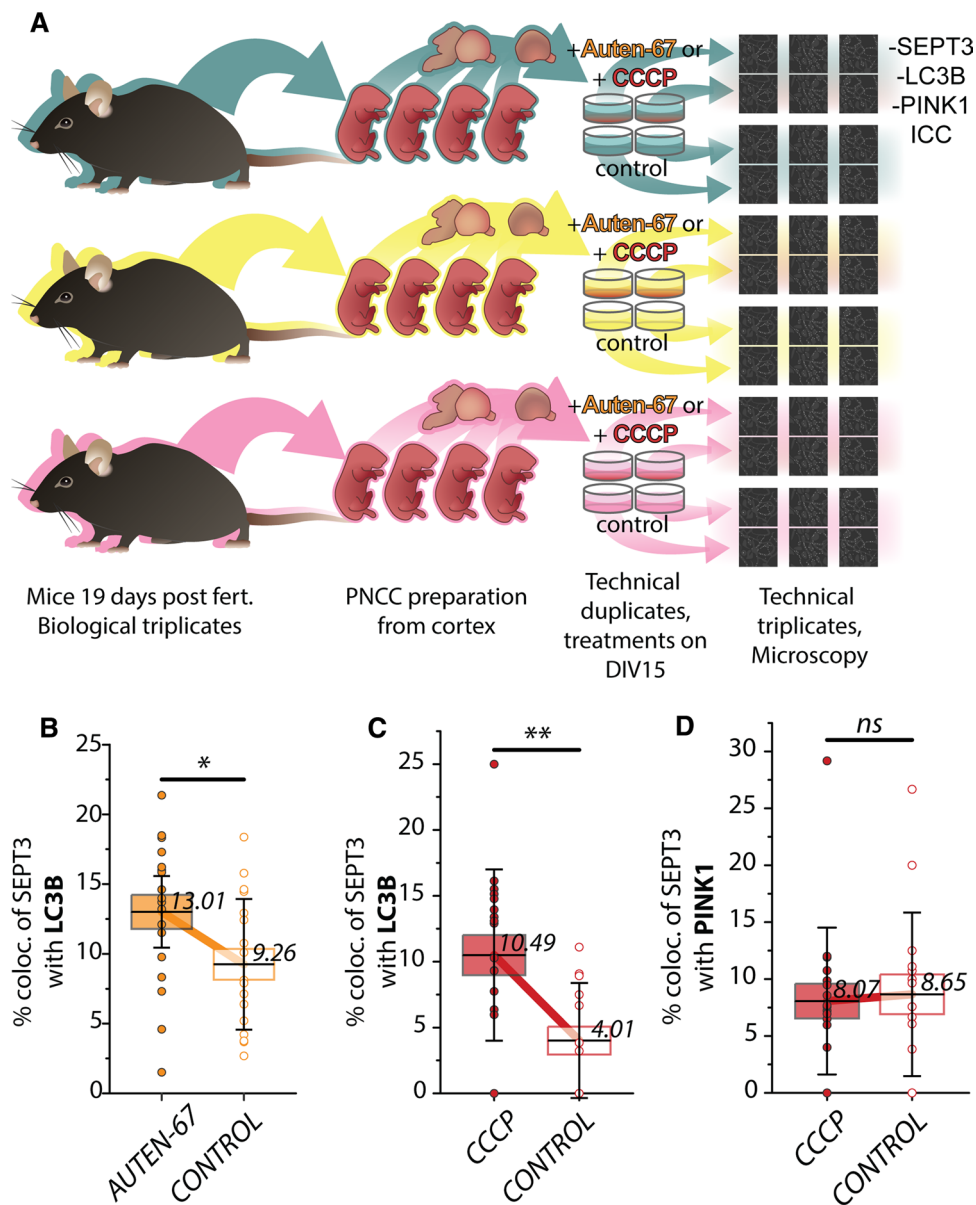 A
+Auten-67 or
+ CCCP
control
-SEPT3
-LC3B
-PINK1
ICC
+Auten-67 or
+ CCCP
control
+Auten-67 or
+ CCCP
control
Mice 19 days post fert.
Biological triplicates
PNCC preparation
from cortex
Technical
duplicates,
treatments on
DIV15
Technical
triplicates,
Microscopy
B
% coloc. of SEPT3
with LC3B
25
20
15
10
5
0
*
13.01
9.26
AUTEN-67
CONTROL
C
% coloc. of SEPT3
with LC3B
25
20
15
10
5
0
**
10.49
4.01
CCCP
CONTROL
D
% coloc. of SEPT3
with PINK1
30
25
20
15
10
5
0
ns
8.07
8.65
CCCP
CONTROL